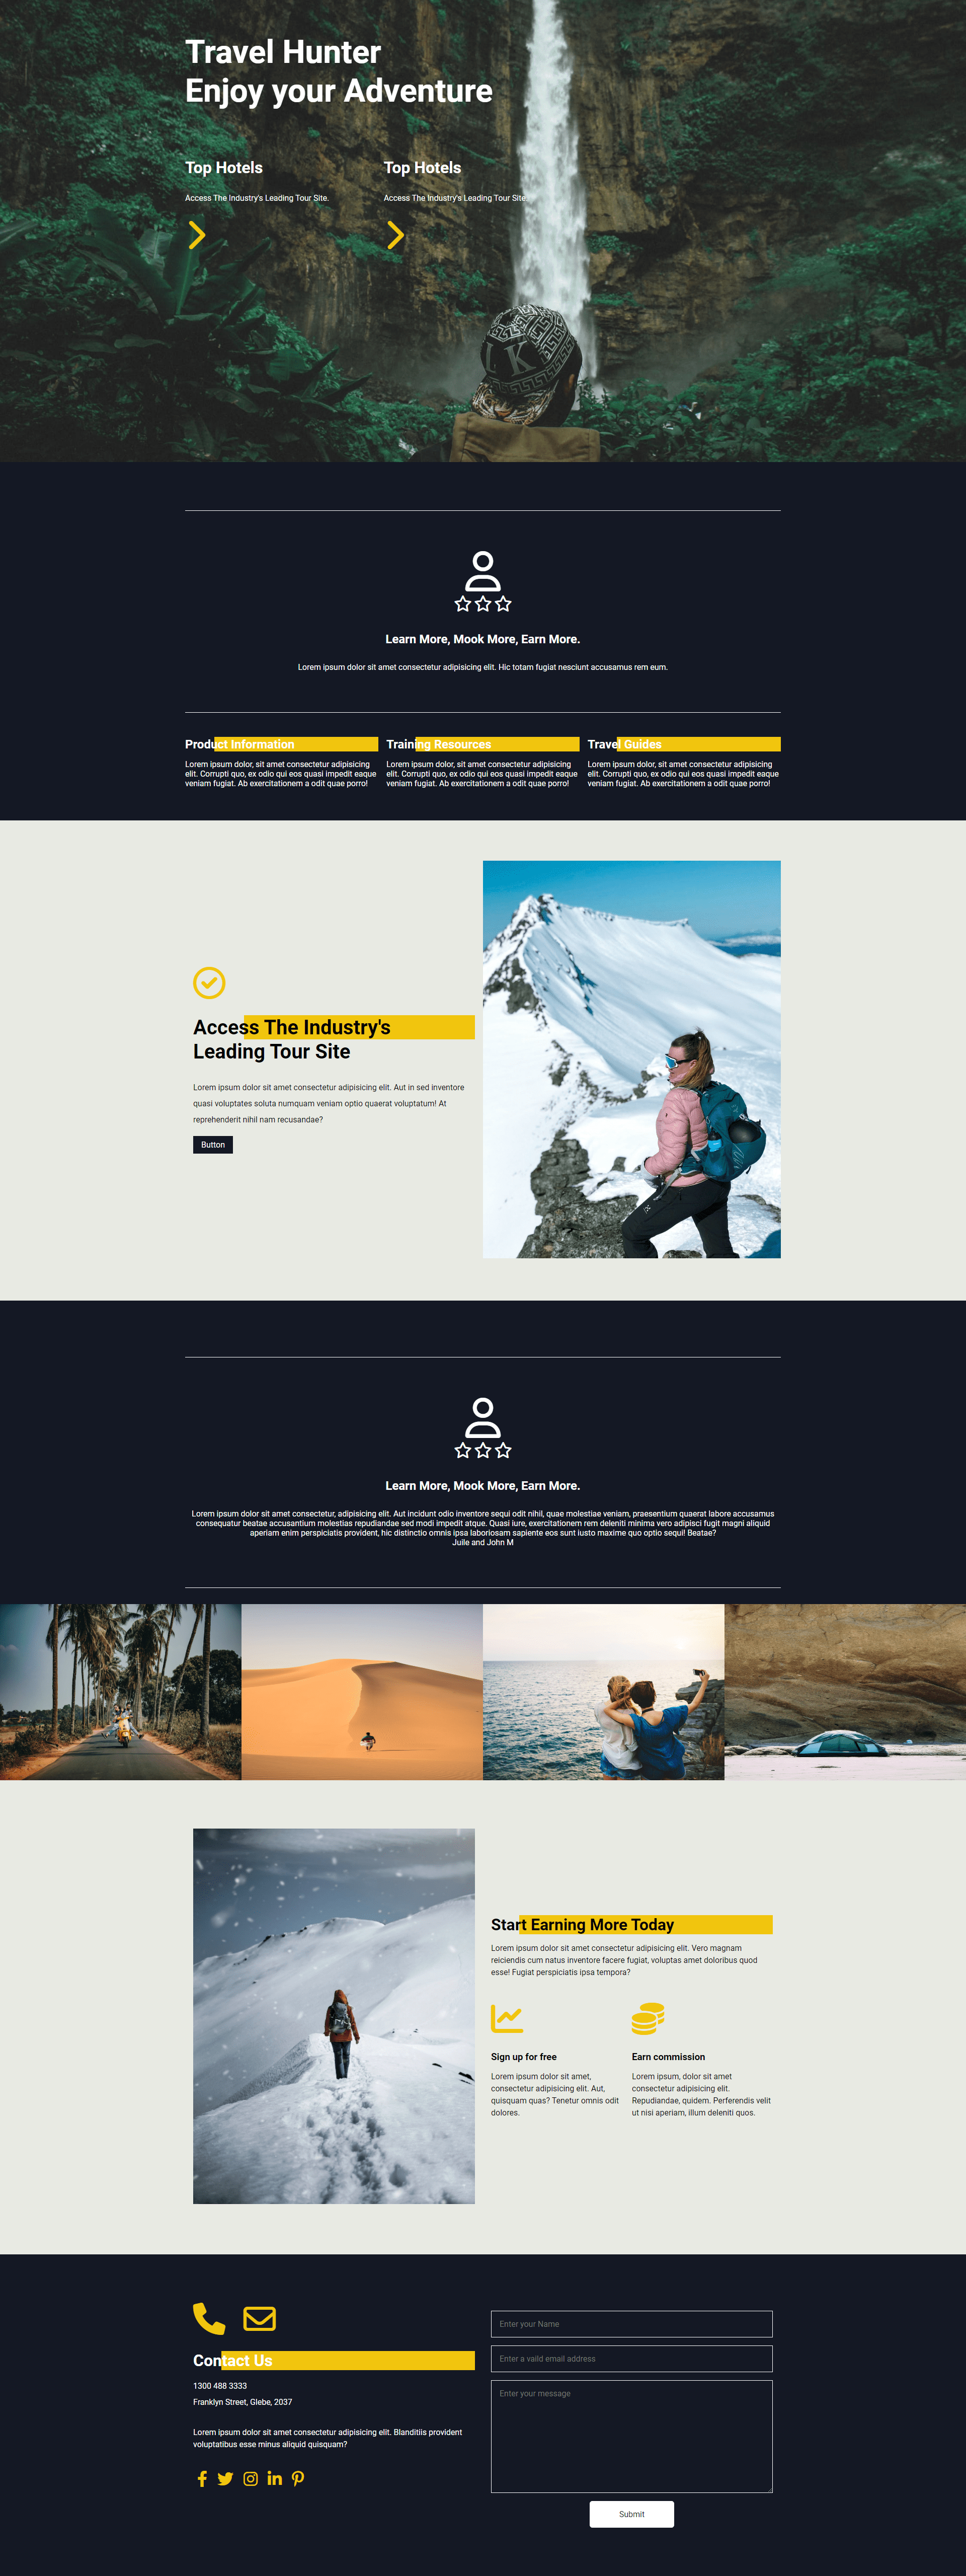 Travel Hunter
Enjoy your Adventure
Top Hotels
Access The Industry's Leading Tour Site.
Top Hotels
Access The Industry's Leading Tour Site.
Learn More, Mook More, Earn More.
Lorem ipsum dolor sit amet consectetur adipisicing elit. Hic totam fugiat nesciunt accusamus rem eum.
Product Information
Lorem ipsum dolor, sit amet consectetur adipisicing
elit. Corrupti quo, ex odio qui eos quasi impedit eaque
veniam fugiat. Ab exercitationem a odit quae porro!
Training Resources
Lorem ipsum dolor, sit amet consectetur adipisicing
elit. Corrupti quo, ex odio qui eos quasi impedit eaque
veniam fugiat. Ab exercitationem a odit quae porro!
Travel Guides
Lorem ipsum dolor, sit amet consectetur adipisicing
elit. Corrupti quo, ex odio qui eos quasi impedit eaque
veniam fugiat. Ab exercitationem a odit quae porro!
Access The Industry's
Leading Tour Site
Lorem ipsum dolor sit amet consectetur adipisicing elit. Aut in sed inventore
quasi voluptates soluta numquam veniam optio quaerat voluptatum! At
reprehenderit nihil nam recusandae?
Button
Learn More, Mook More, Earn More.
Lorem ipsum dolor sit amet consectetur, adipisicing elit. Aut incidunt odio inventore sequi odit nihil, quae molestiae veniam, praesentium quaerat labore accusamus
consequatur beatae accusantium molestias repudiandae sed modi impedit atque. Quasi iure, exercitationem rem deleniti minima vero adipisci fugit magni aliquid
aperiam enim perspiciatis provident, hic distinctio omnis ipsa laboriosam sapiente eos sunt iusto maxime quo optio sequi! Beatae?
Juile and John M
Start Earning More Today
Lorem ipsum dolor sit amet consectetur adipisicing elit. Vero magnam
reiciendis cum natus inventore facere fugiat, voluptas amet doloribus quod
esse! Fugiat perspiciatis ipsa tempora?
Sign up for free
Lorem ipsum dolor sit amet,
consectetur adipisicing elit. Aut,
quisquam quas? Tenetur omnis odit
dolores.
Earn commission
Lorem ipsum, dolor sit amet
consectetur adipisicing elit.
Repudiandae, quidem. Perferendis velit
ut nisi aperiam, illum deleniti quos.
Contact Us
1300 488 3333
Franklyn Street, Glebe, 2037
Lorem ipsum dolor sit amet consectetur adipisicing elit. Blanditiis provident
voluptatibus esse minus aliquid quisquam?
Enter your Name
Enter a vaild email address
Enter your message
Submit